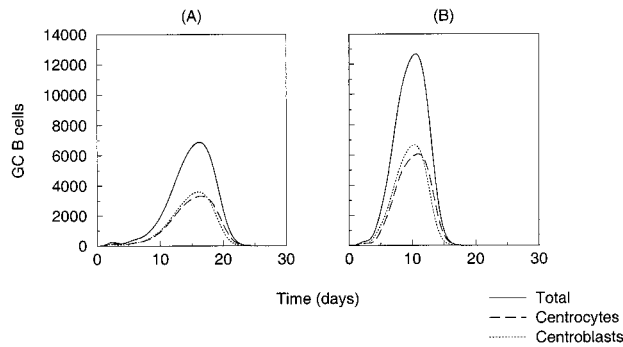 (A) (B)
14000
12000
10000
8000
6000
4000
2000
0
GC B cells
0 10 20 30 0 10 20 30
Time (days)
Total
Centrocytes
Centroblasts